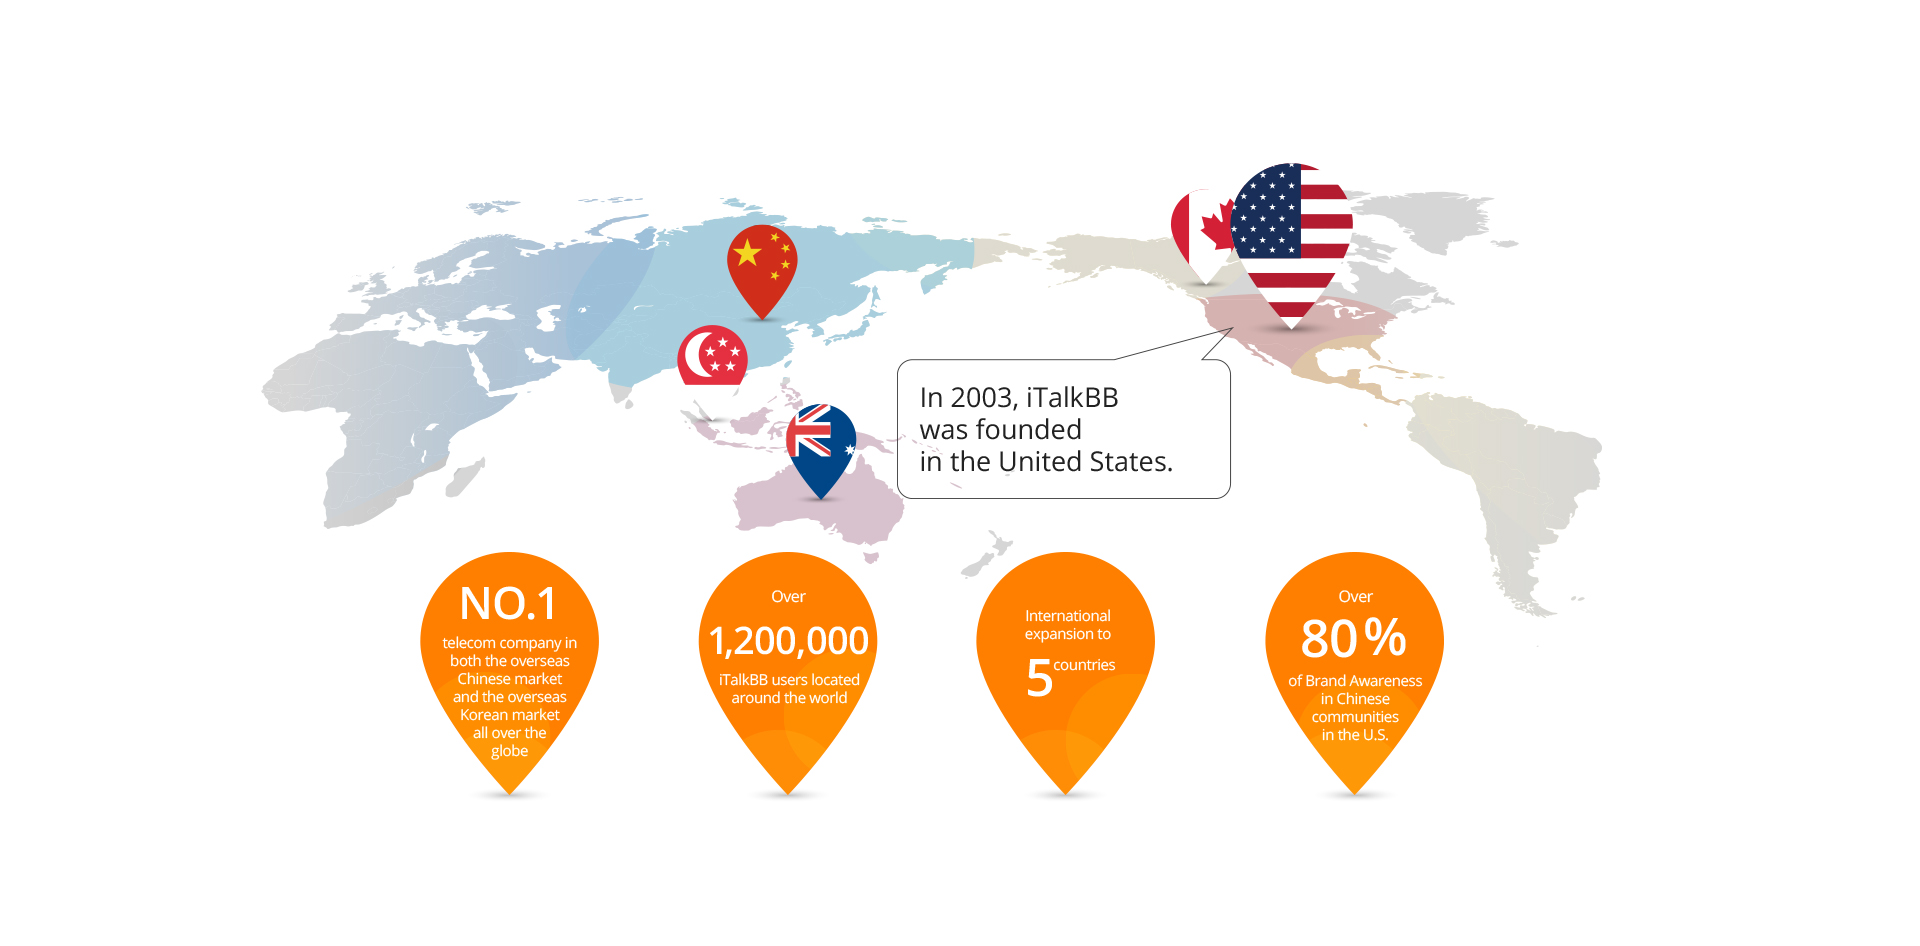 In 2003, iTalkBB
was founded
in the United States.
NO.1
telecom company in
both the overseas
Chinese market
and the overseas
Korean market
all over the
globe
Over
1,200,000
iTalkBB users located
around the world
International
expansion to
5 countries
Over
80%
of Brand Awareness
in Chinese
communities
in the U.S.